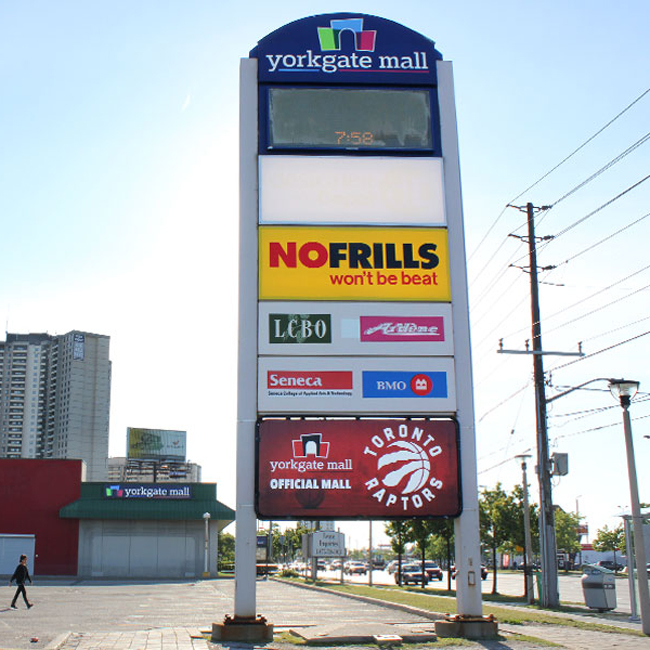 yorkgate mall
7:58
NOFRILLS
won't be beat
LCBO
Ardène
Seneca
Seneca College of Applied Arts & Technology
BMO
yorkgate mall
OFFICIAL MALL
TORONTO
RAPTORS
yorkgate mall